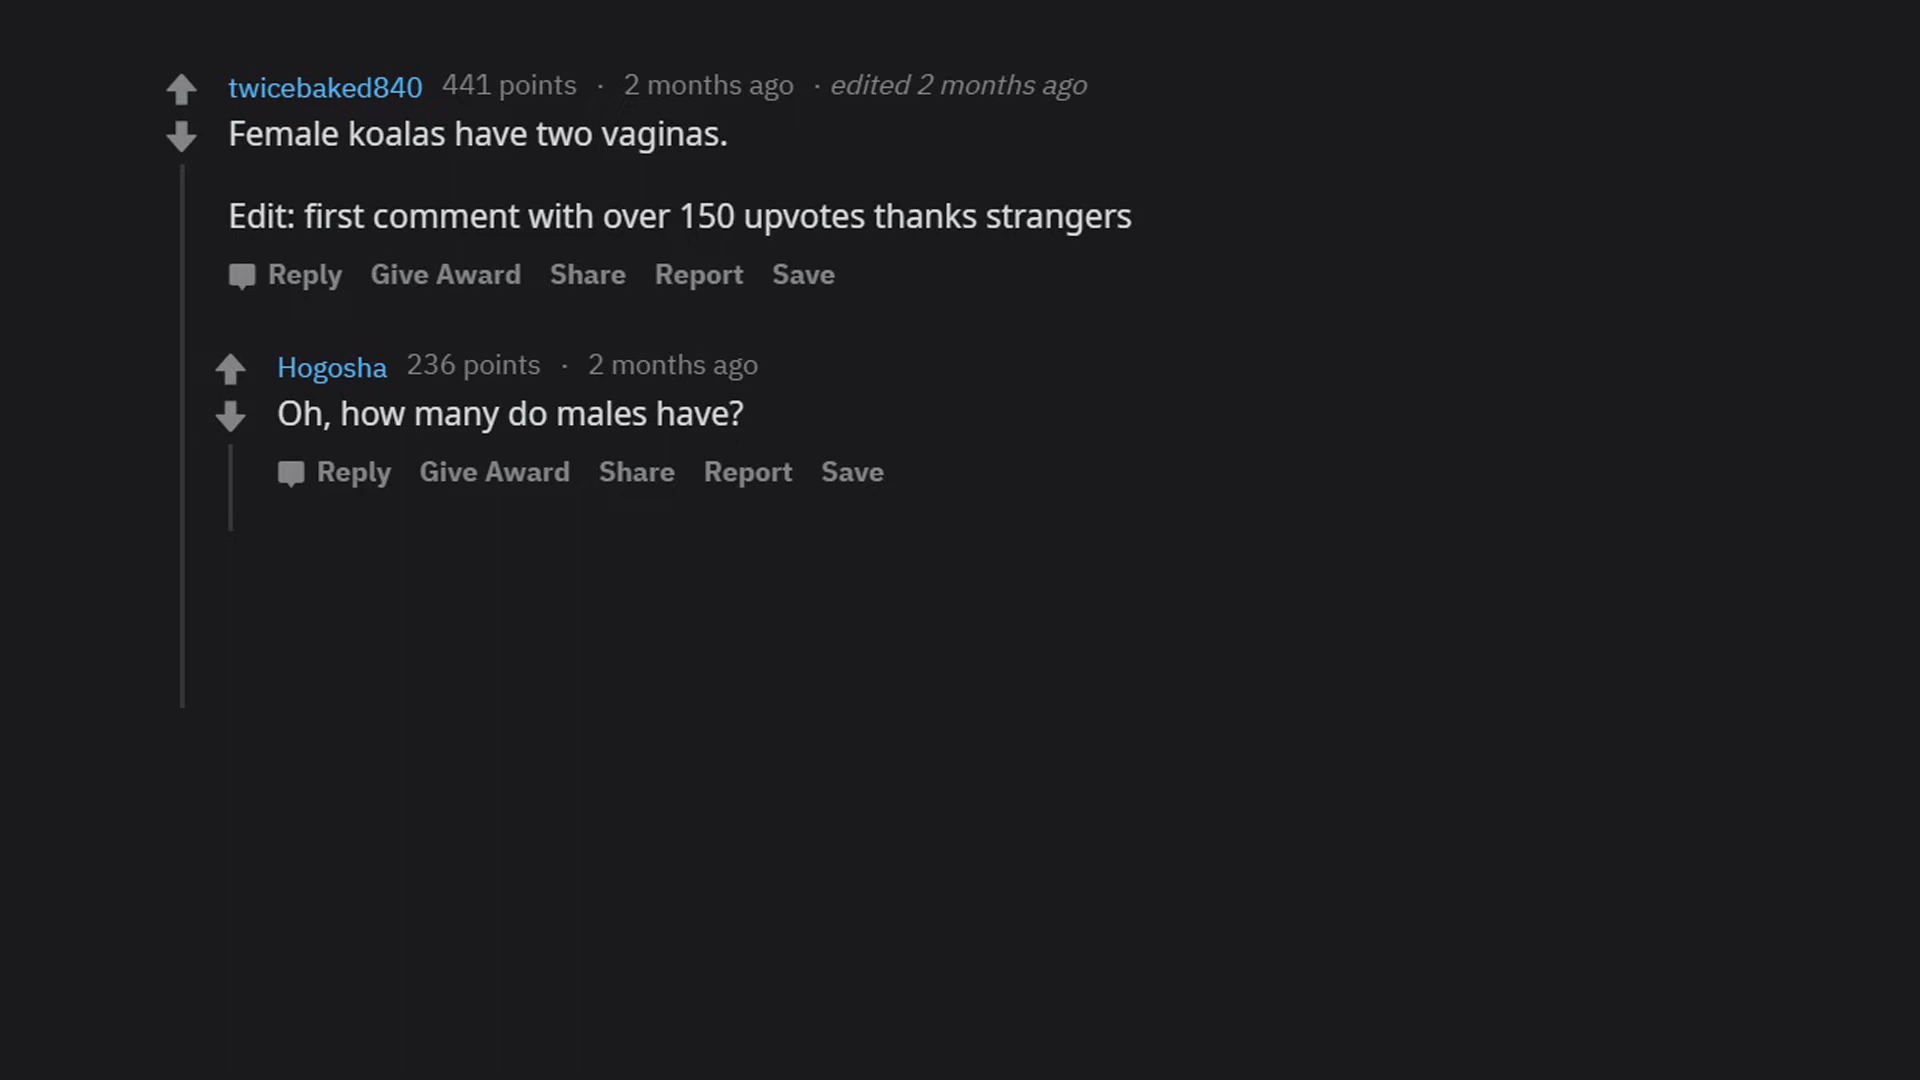 twicebaked840 441 points · 2 months ago · edited 2 months ago
Female koalas have two vaginas.
Edit: first comment with over 150 upvotes thanks strangers
Reply Give Award Share Report Save
Hogosha 236 points · 2 months ago
Oh, how many do males have?
Reply Give Award Share Report Save